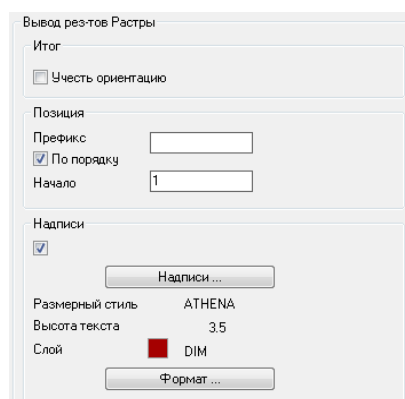 Вывод рез-тов Растры
Итог
Учесть ориентацию
Позиция
Префикс
По порядку
Начало 1
Надписи
Надписи ...
Размерный стиль ATHENA
Высота текста 3.5
Слой DIM
Формат ...